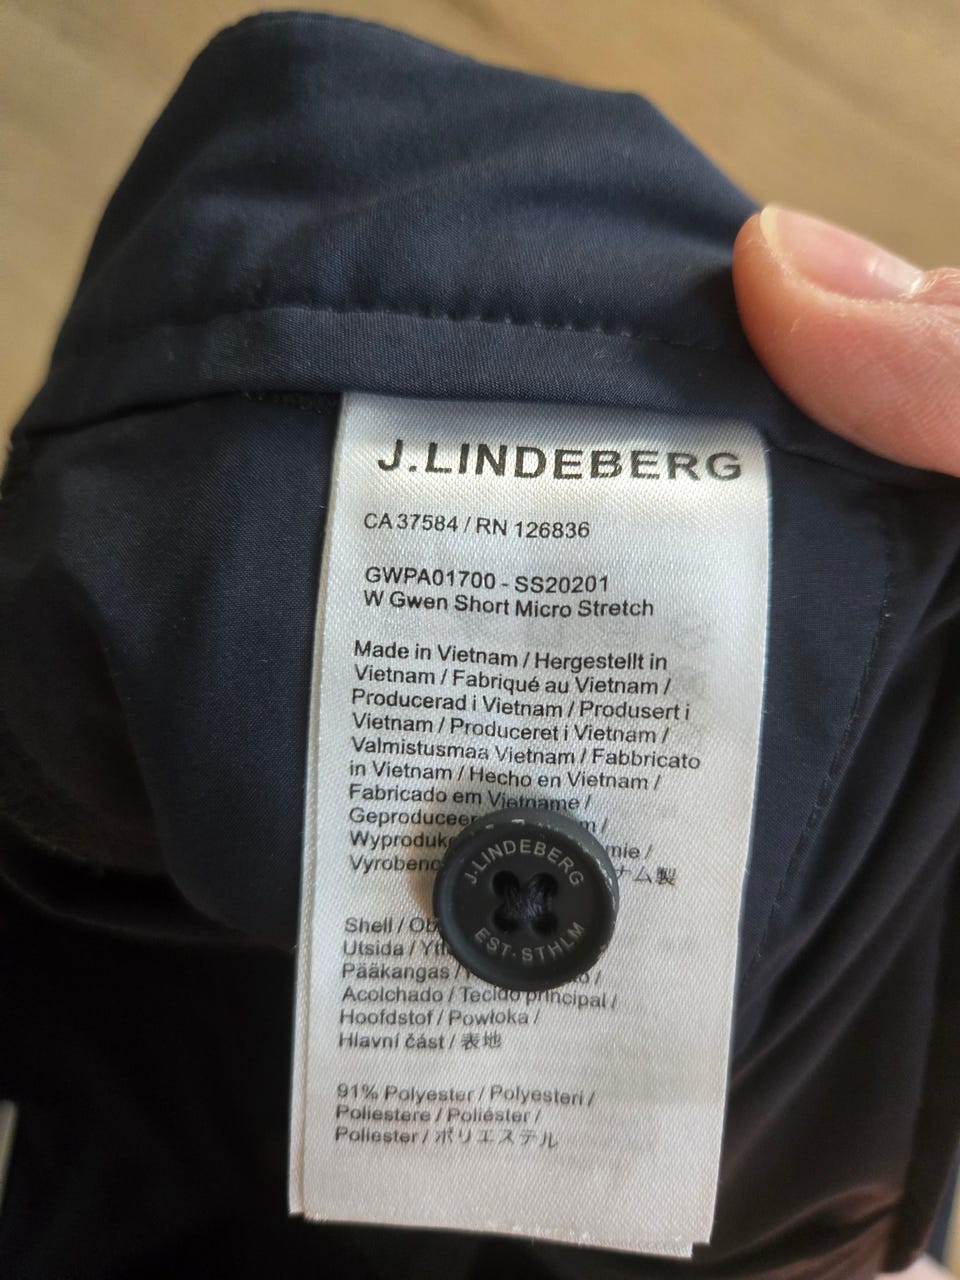 J.LINDEBERG
CA 37584 / RN 126836
GWPA01700 - SS20201
W Gwen Short Micro Stretch
Made in Vietnam / Hergestellt in
Vietnam / Fabriqué au Vietnam /
Producerad i Vietnam / Produsert i
Vietnam / Produceret i Vietnam /
Valmistusmaa Vietnam / Fabbricato
in Vietnam / Hecho en Vietnam /
Fabricado em Vietname /
/
/
ナム製
J.LINDEBERG
EST. STHLM
Shell /
Utsida /
Pääkangas /
Acolchado / Tecido principal /
Hoofdstof / Powłoka /
Hlavní část / 表地
91% Polyester / Polyesteri /
Poliestere / Poliéster /
Poliester / ポリエステル